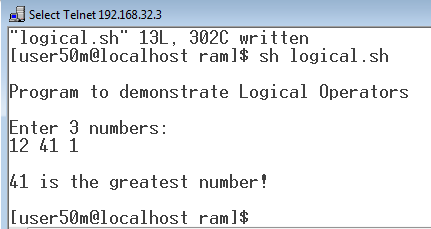 Select Telnet 192.168.32.3
"logical.sh" 13L, 302C written
[user50m@localhost ram]$ sh logical.sh
Program to demonstrate Logical Operators
Enter 3 numbers:
12 41 1
41 is the greatest number!
[user50m@localhost ram]$